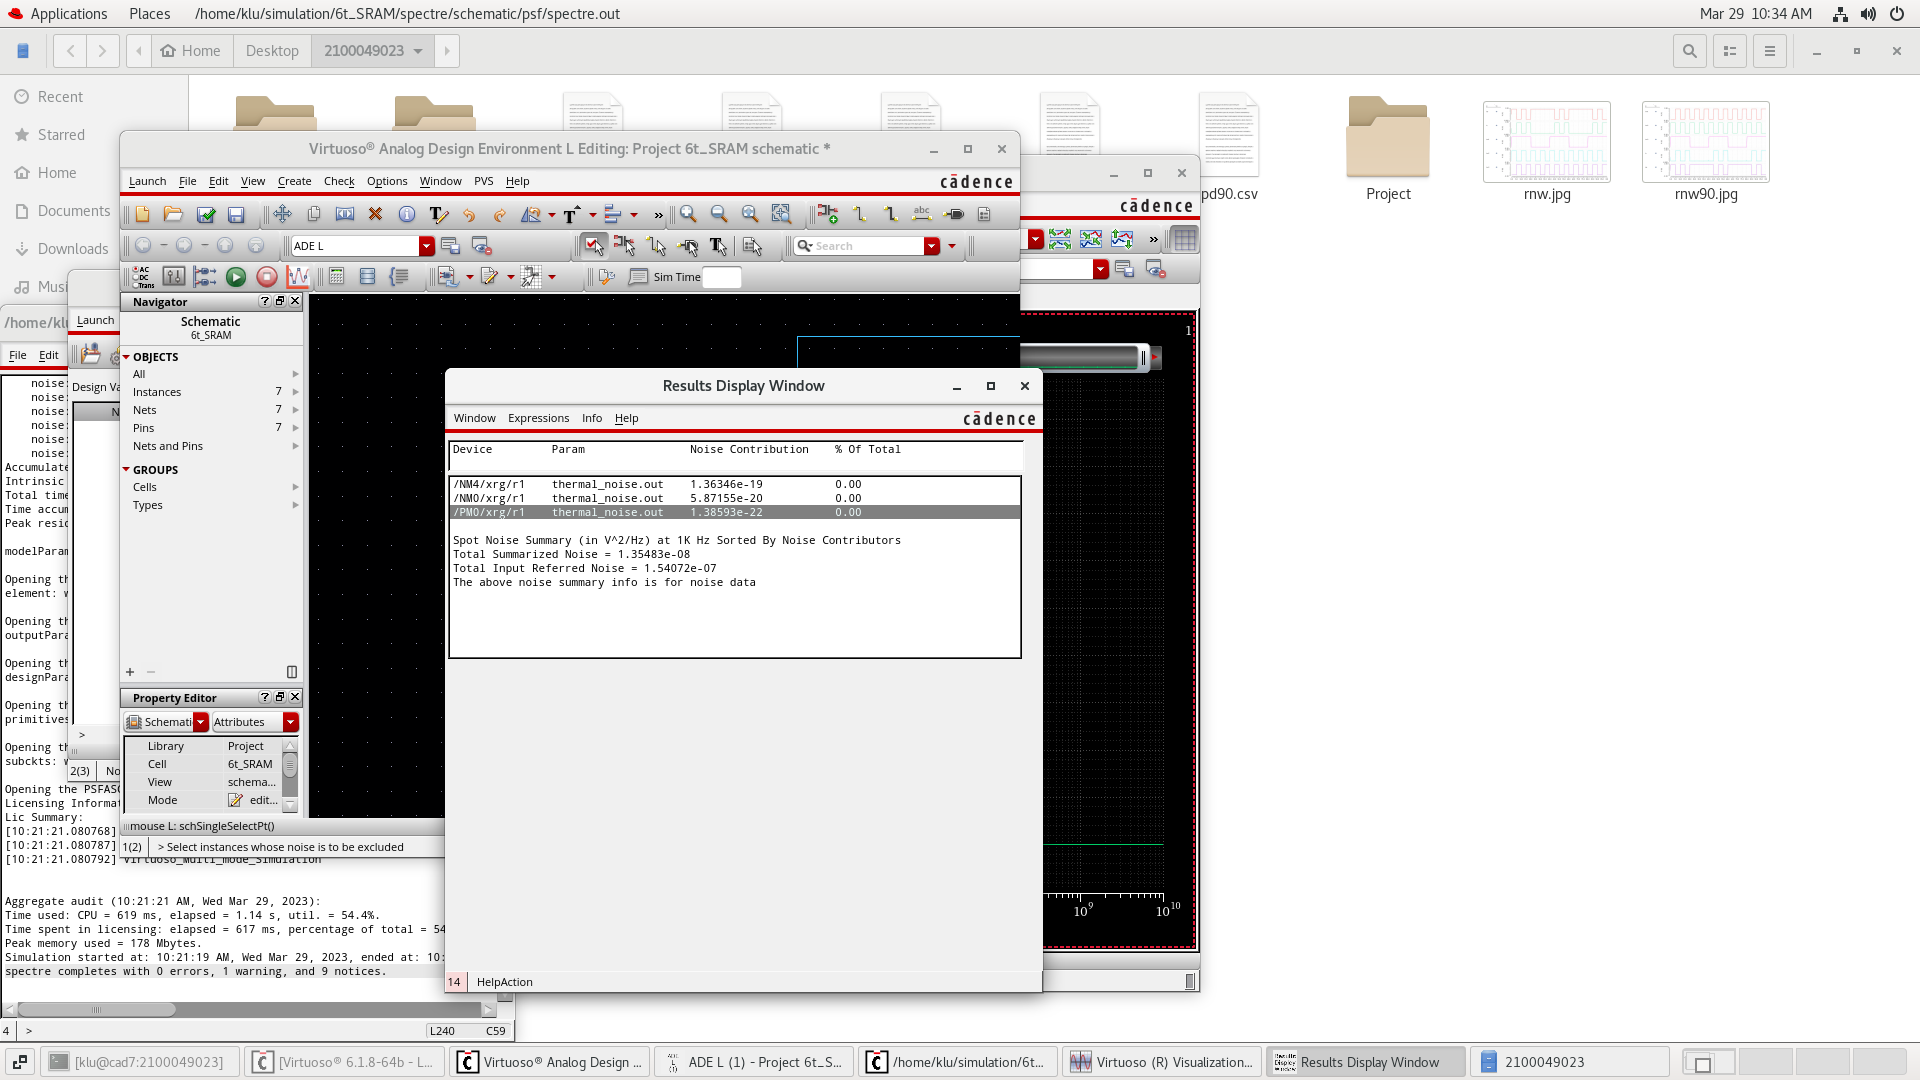 Applications Places /home/klu/simulation/6t_SRAM/spectre/schematic/psf/spectre.out Mar 29 10:34 AM
Home Desktop 2100049023
Recent
Starred
Home
Documents
Downloads
pd90.csv Project rnw.jpg rnw90.jpg
Virtuoso® Analog Design Environment L Editing: Project 6t_SRAM schematic *
Launch File Edit View Create Check Options Window PVS Help cādence
cādence
ADE L Search
AC
DC
Trans
Sim Time
Navigator
Schematic
6t_SRAM
OBJECTS
All
Instances 7
Nets 7
Pins 7
Nets and Pins
GROUPS
Cells
Types
Property Editor
Schemati Attributes
Library Project
Cell 6t_SRAM
View schema...
Mode edit...
mouse L: schSingleSelectPt()
1(2) > Select instances whose noise is to be excluded
Launch
Design Va
N
>
2(3) No
/home/klu
File Edit
noise:
noise:
noise:
noise:
noise:
noise:
Accumulate
Intrinsic
Total time
Time accum
Peak resid
modelParam
Opening th
element: w
Opening th
outputPara
Opening th
designPara
Opening th
primitives
Opening th
subckts: w
Opening the PSFASC
Licensing Informat
Lic Summary:
[10:21:21.080768]
[10:21:21.080787]
[10:21:21.080792] Virtuoso_Multi_mode_Simulation
Aggregate audit (10:21:21 AM, Wed Mar 29, 2023):
Time used: CPU = 619 ms, elapsed = 1.14 s, util. = 54.4%.
Time spent in licensing: elapsed = 617 ms, percentage of total = 54
Peak memory used = 178 Mbytes.
Simulation started at: 10:21:19 AM, Wed Mar 29, 2023, ended at: 10:
spectre completes with 0 errors, 1 warning, and 9 notices.
4 > L240 C59
Results Display Window
Window Expressions Info Help cādence
Device Param Noise Contribution % Of Total
/NM4/xrg/r1 thermal_noise.out 1.36346e-19 0.00
/NM0/xrg/r1 thermal_noise.out 5.87155e-20 0.00
/PM0/xrg/r1 thermal_noise.out 1.38593e-22 0.00
Spot Noise Summary (in V^2/Hz) at 1K Hz Sorted By Noise Contributors
Total Summarized Noise = 1.35483e-08
Total Input Referred Noise = 1.54072e-07
The above noise summary info is for noise data
14 HelpAction
1
10^9 10^10
[klu@cad7:2100049023] [Virtuoso® 6.1.8-64b - L... Virtuoso® Analog Design ... ADE L (1) - Project 6t_S... /home/klu/simulation/6t... Virtuoso (R) Visualization... Results Display Window 2100049023